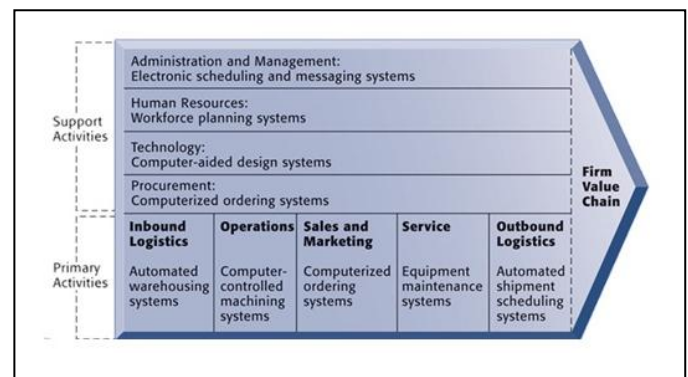 Administration and Management:
Electronic scheduling and messaging systems
Human Resources:
Workforce planning systems
Support
Activities
Technology:
Computer-aided design systems
Procurement:
Computerized ordering systems
Firm
Value
Chain
Primary
Activities
Inbound
Logistics
Automated
warehousing
systems
Operations
Computer-
controlled
machining
systems
Sales and
Marketing
Computerized
ordering
systems
Service
Equipment
maintenance
systems
Outbound
Logistics
Automated
shipment
scheduling
systems